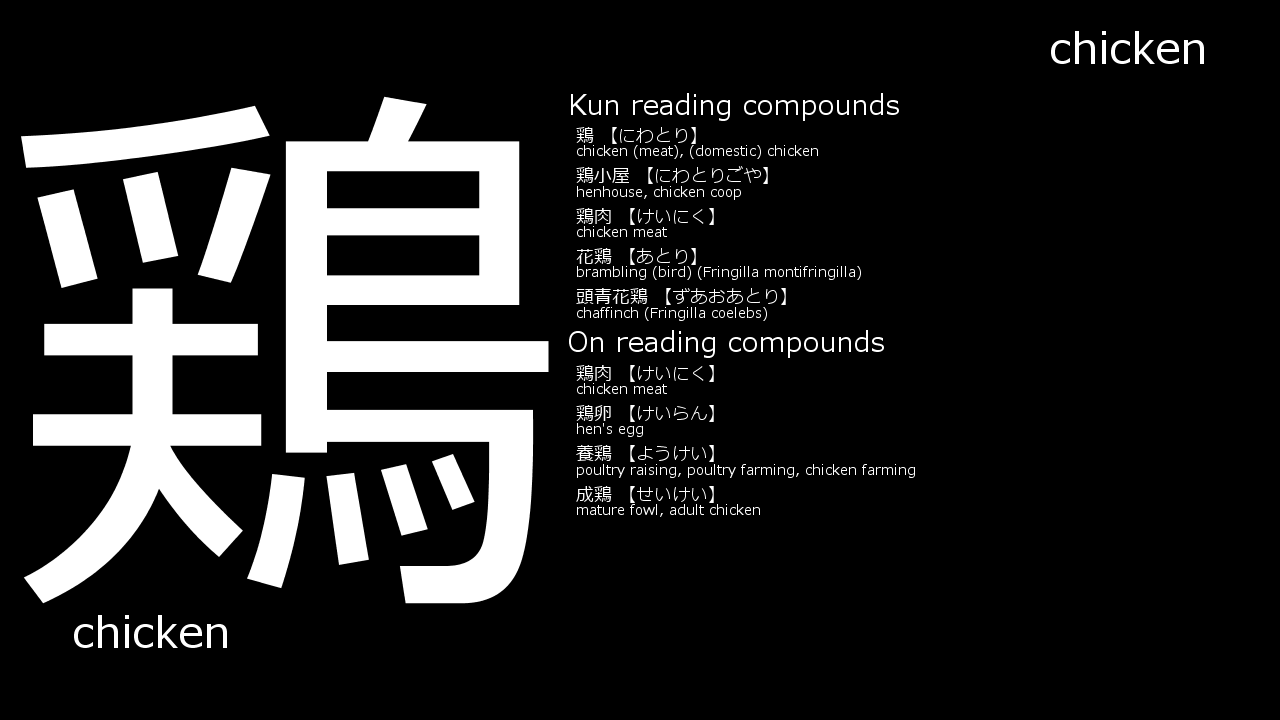 chicken
鶏
Kun reading compounds
鶏 【にわとり】
chicken (meat), (domestic) chicken
鶏小屋 【にわとりごや】
henhouse, chicken coop
鶏肉 【けいにく】
chicken meat
花鶏 【あとり】
brambling (bird) (Fringilla montifringilla)
頭青花鶏 【ずあおあとり】
chaffinch (Fringilla coelebs)
On reading compounds
鶏肉 【けいにく】
chicken meat
鶏卵 【けいらん】
hen's egg
養鶏 【ようけい】
poultry raising, poultry farming, chicken farming
成鶏 【せいけい】
mature fowl, adult chicken
chicken